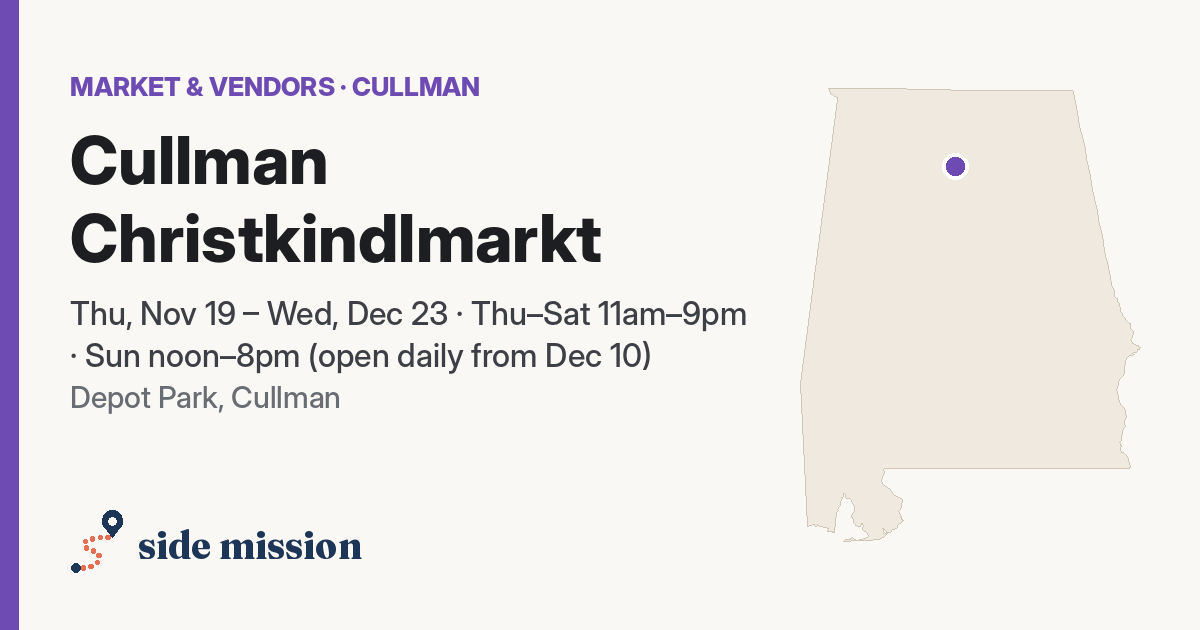 MARKET & VENDORS · CULLMAN
Cullman
Christkindlmarkt
Thu, Nov 19 – Wed, Dec 23 · Thu–Sat 11am–9pm
· Sun noon–8pm (open daily from Dec 10)
Depot Park, Cullman
side mission